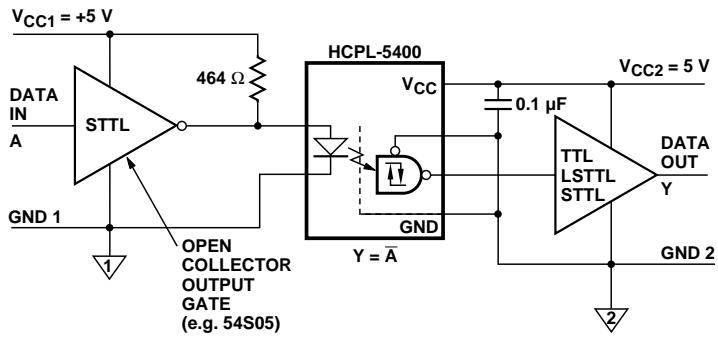 VCC1 = +5 V
464 Ω
DATA
IN
A
STTL
GND 1
1
OPEN
COLLECTOR
OUTPUT
GATE
(e.g. 54S05)
HCPL-5400
VCC
GND
Y = A̅
0.1 µF
VCC2 = 5 V
TTL
LSTTL
STTL
DATA
OUT
Y
GND 2
2